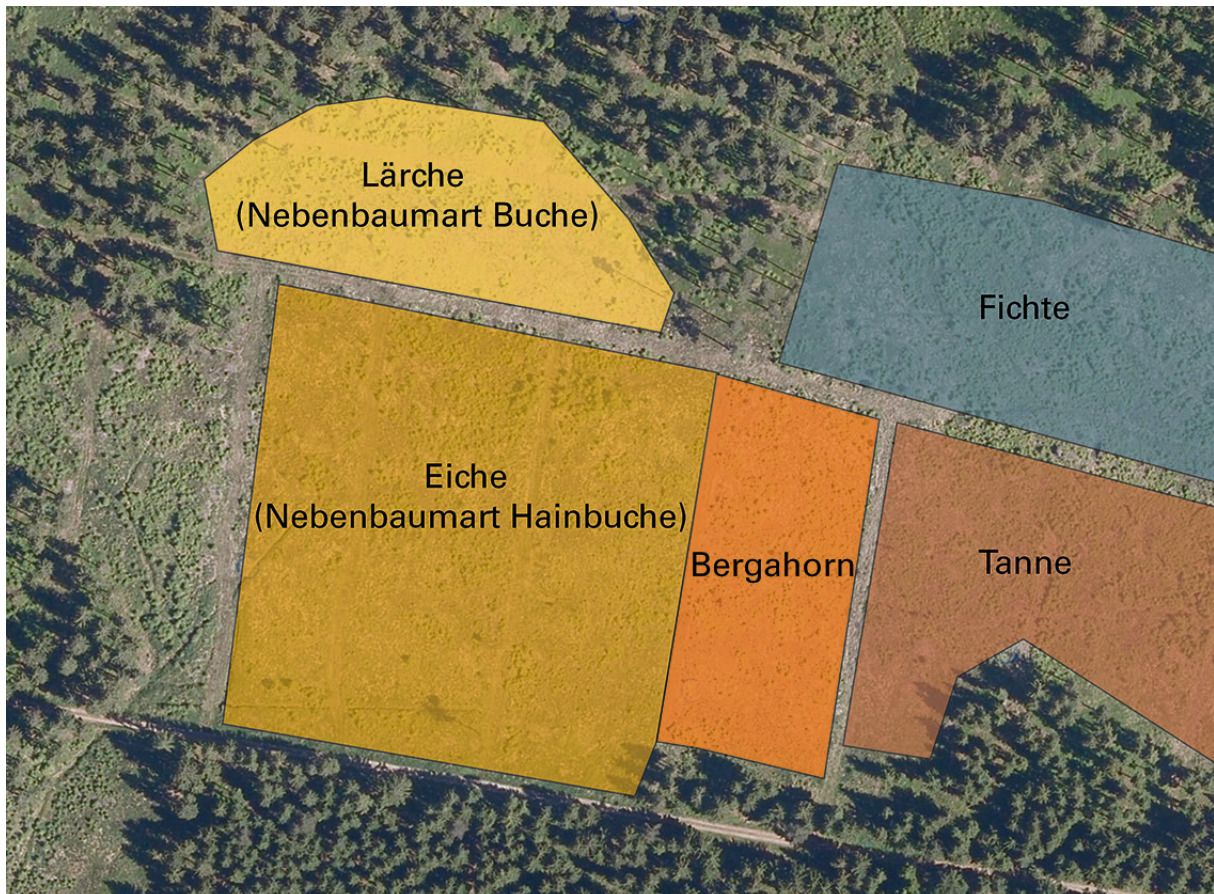 Lärche
(Nebenbaumart Buche)
Fichte
Eiche
(Nebenbaumart Hainbuche)
Bergahorn
Tanne